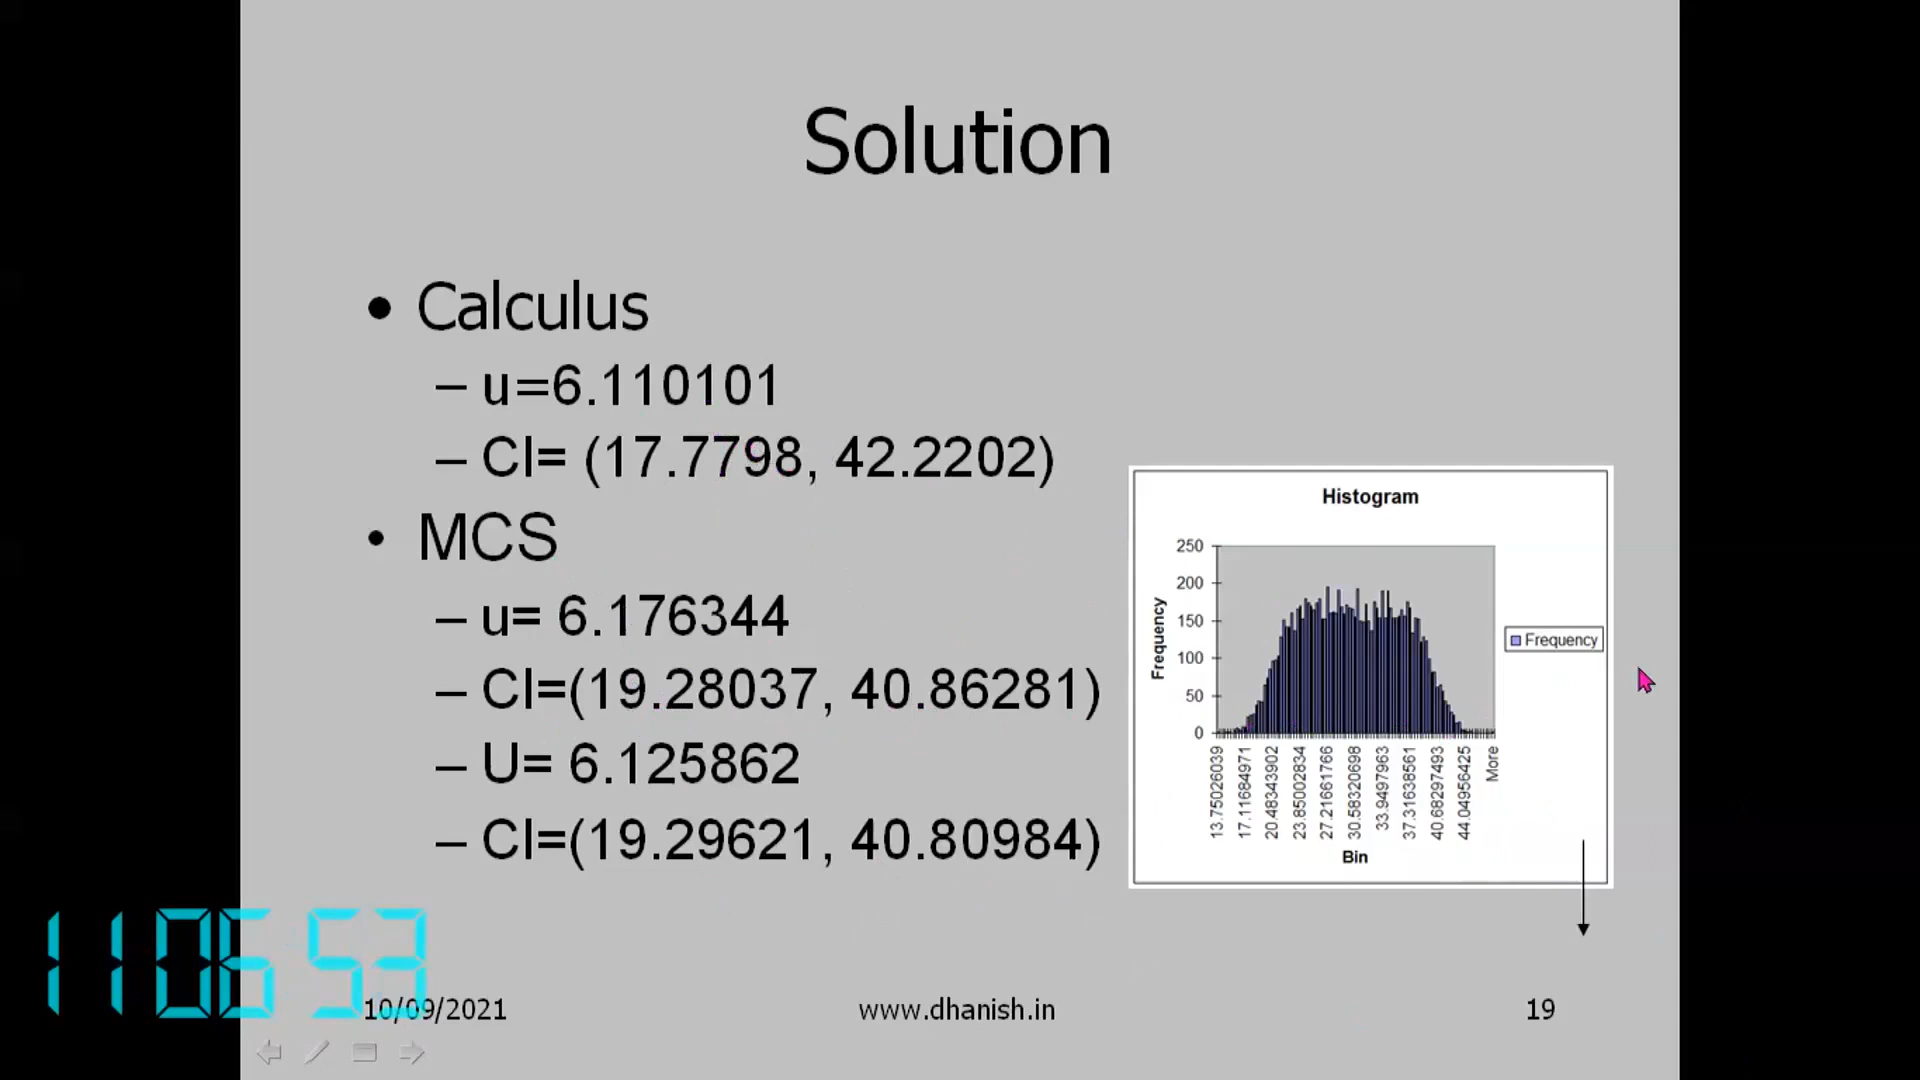 Solution
• Calculus
– u=6.110101
– CI= (17.7798, 42.2202)
• MCS
– u= 6.176344
– CI=(19.28037, 40.86281)
– U= 6.125862
– CI=(19.29621, 40.80984)
Histogram
Frequency
250
200
150
100
50
0
13.75026039
17.11684971
20.48343902
23.85002834
27.21661766
30.58320698
33.9497963
37.31638561
40.68297493
44.04956425
More
Bin
Frequency
11 06 53
10/09/2021
www.dhanish.in
19